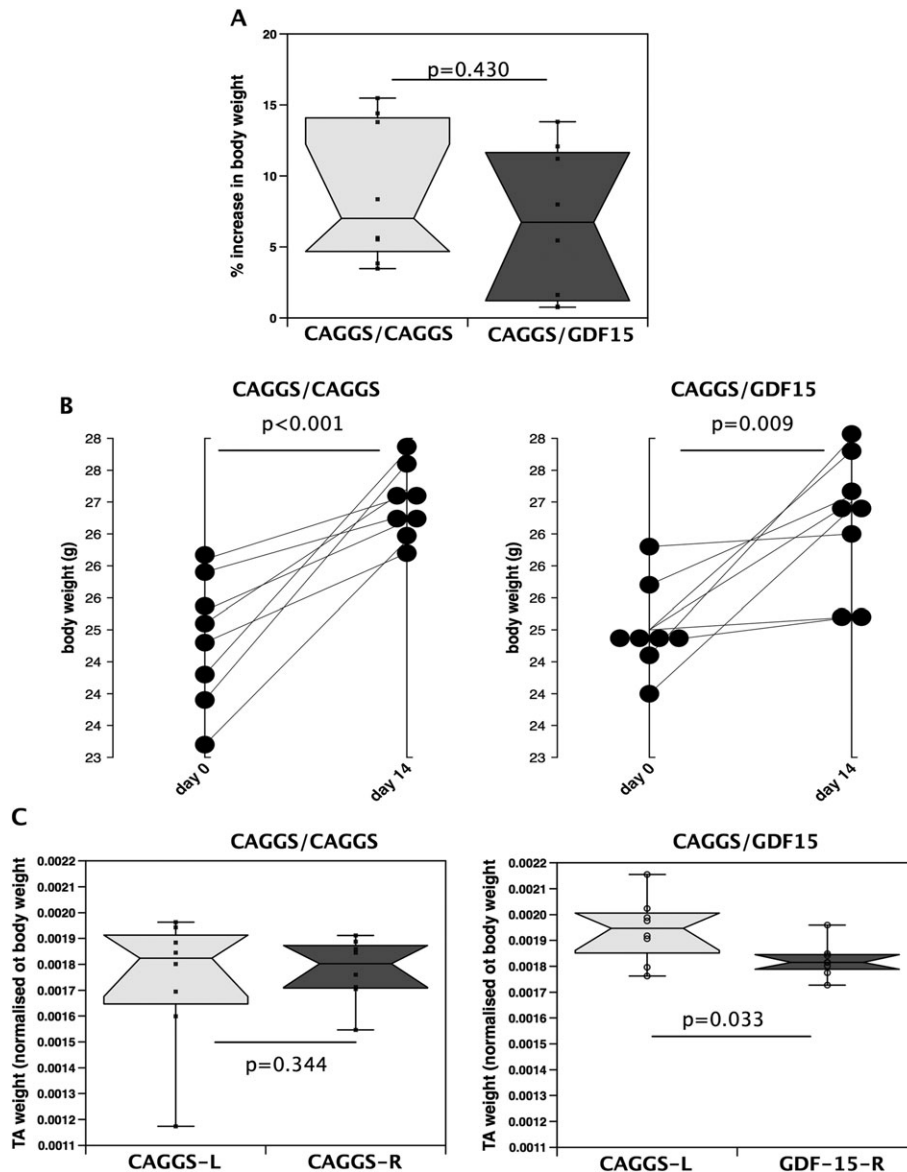 A
20
15
10
5
0
% increase in body weight
p=0.430
CAGGS/CAGGS
CAGGS/GDF15
B
CAGGS/CAGGS
p<0.001
28
28
27
26
26
26
25
24
24
24
23
body weight (g)
day 0
day 14
CAGGS/GDF15
p=0.009
28
28
27
26
26
26
25
24
24
24
23
body weight (g)
day 0
day 14
C
CAGGS/CAGGS
0.0022
0.0021
0.0020
0.0019
0.0018
0.0017
0.0016
0.0015
0.0014
0.0013
0.0012
0.0011
TA weight (normalised ot body weight
p=0.344
CAGGS-L
CAGGS-R
CAGGS/GDF15
0.0022
0.0021
0.0020
0.0019
0.0018
0.0017
0.0016
0.0015
0.0014
0.0013
0.0012
0.0011
TA weight (normalised ot body weight
p=0.033
CAGGS-L
GDF-15-R